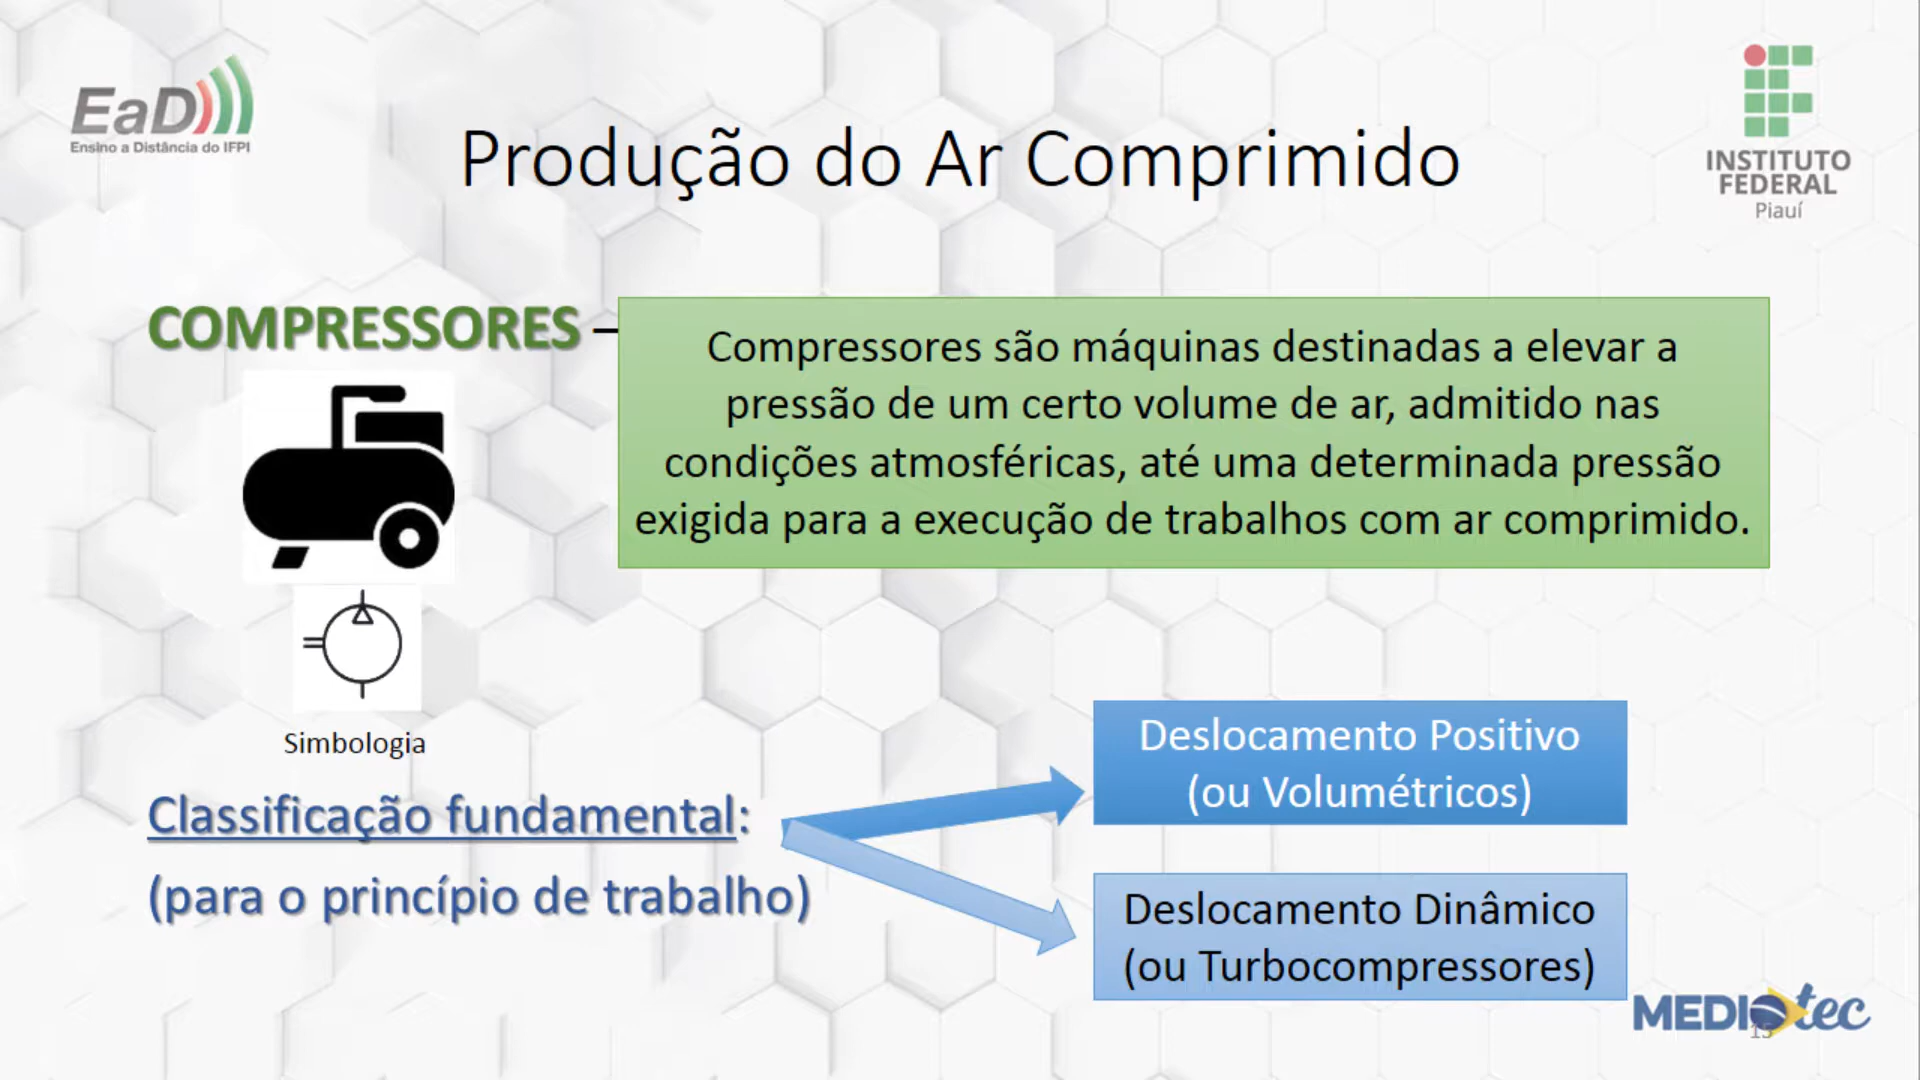 EaD
Ensino a Distância do IFPI
Produção do Ar Comprimido
INSTITUTO
FEDERAL
Piauí
COMPRESSORES –
Compressores são máquinas destinadas a elevar a
pressão de um certo volume de ar, admitido nas
condições atmosféricas, até uma determinada pressão
exigida para a execução de trabalhos com ar comprimido.
Simbologia
Classificação fundamental:
(para o princípio de trabalho)
Deslocamento Positivo
(ou Volumétricos)
Deslocamento Dinâmico
(ou Turbocompressores)
MEDIOtec
15